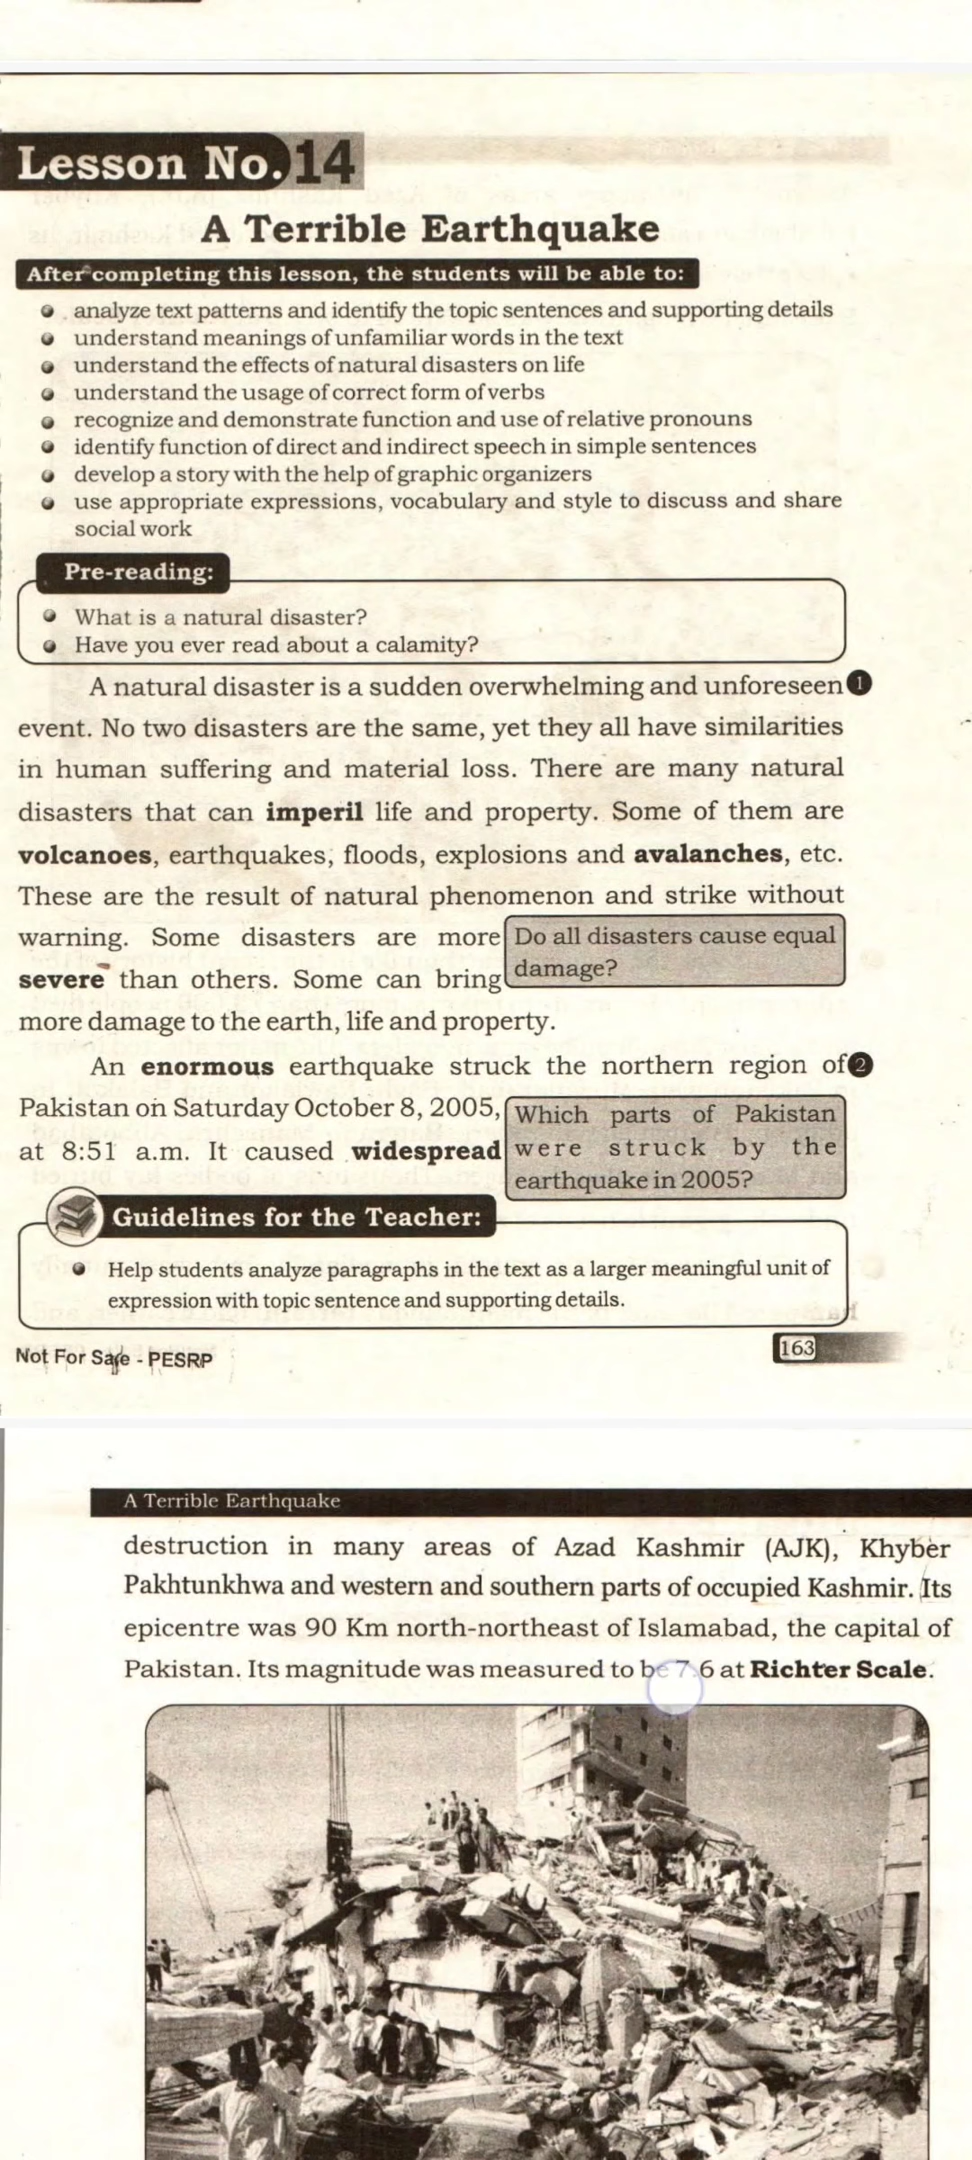 Lesson No. 14
A Terrible Earthquake
After completing this lesson, the students will be able to:
analyze text patterns and identify the topic sentences and supporting details
understand meanings of unfamiliar words in the text
understand the effects of natural disasters on life
understand the usage of correct form of verbs
recognize and demonstrate function and use of relative pronouns
identify function of direct and indirect speech in simple sentences
develop a story with the help of graphic organizers
use appropriate expressions, vocabulary and style to discuss and share
social work
Pre-reading:
What is a natural disaster?
Have you ever read about a calamity?
A natural disaster is a sudden overwhelming and unforeseen 1
event. No two disasters are the same, yet they all have similarities
in human suffering and material loss. There are many natural
disasters that can imperil life and property. Some of them are
volcanoes, earthquakes, floods, explosions and avalanches, etc.
These are the result of natural phenomenon and strike without
warning. Some disasters are more
severe than others. Some can bring
more damage to the earth, life and property.
Do all disasters cause equal
damage?
An enormous earthquake struck the northern region of 2
Pakistan on Saturday October 8, 2005,
at 8:51 a.m. It caused widespread
Which parts of Pakistan
were struck by the
earthquake in 2005?
Guidelines for the Teacher:
Help students analyze paragraphs in the text as a larger meaningful unit of
expression with topic sentence and supporting details.
Not For Sale - PESRP
163
A Terrible Earthquake
destruction in many areas of Azad Kashmir (AJK), Khyber
Pakhtunkhwa and western and southern parts of occupied Kashmir. Its
epicentre was 90 Km north-northeast of Islamabad, the capital of
Pakistan. Its magnitude was measured to be 7.6 at Richter Scale.